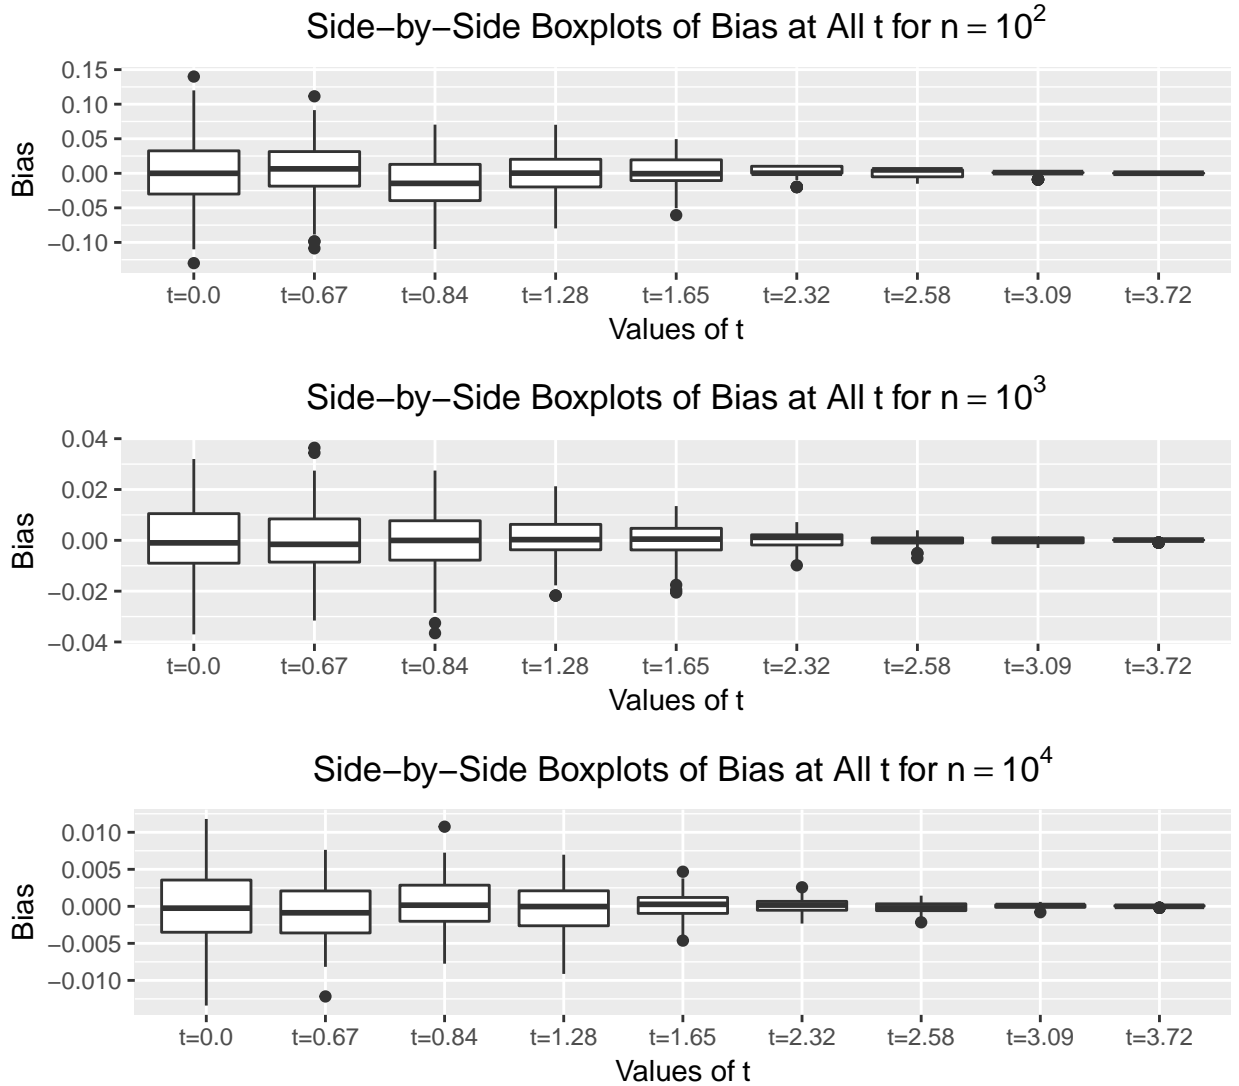 Side−by−Side Boxplots of Bias at All t for n = 10²
Bias
0.15
0.10
0.05
0.00
−0.05
−0.10
t=0.0 t=0.67 t=0.84 t=1.28 t=1.65 t=2.32 t=2.58 t=3.09 t=3.72
Values of t
Side−by−Side Boxplots of Bias at All t for n = 10³
Bias
0.04
0.02
0.00
−0.02
−0.04
t=0.0 t=0.67 t=0.84 t=1.28 t=1.65 t=2.32 t=2.58 t=3.09 t=3.72
Values of t
Side−by−Side Boxplots of Bias at All t for n = 10⁴
Bias
0.010
0.005
0.000
−0.005
−0.010
t=0.0 t=0.67 t=0.84 t=1.28 t=1.65 t=2.32 t=2.58 t=3.09 t=3.72
Values of t